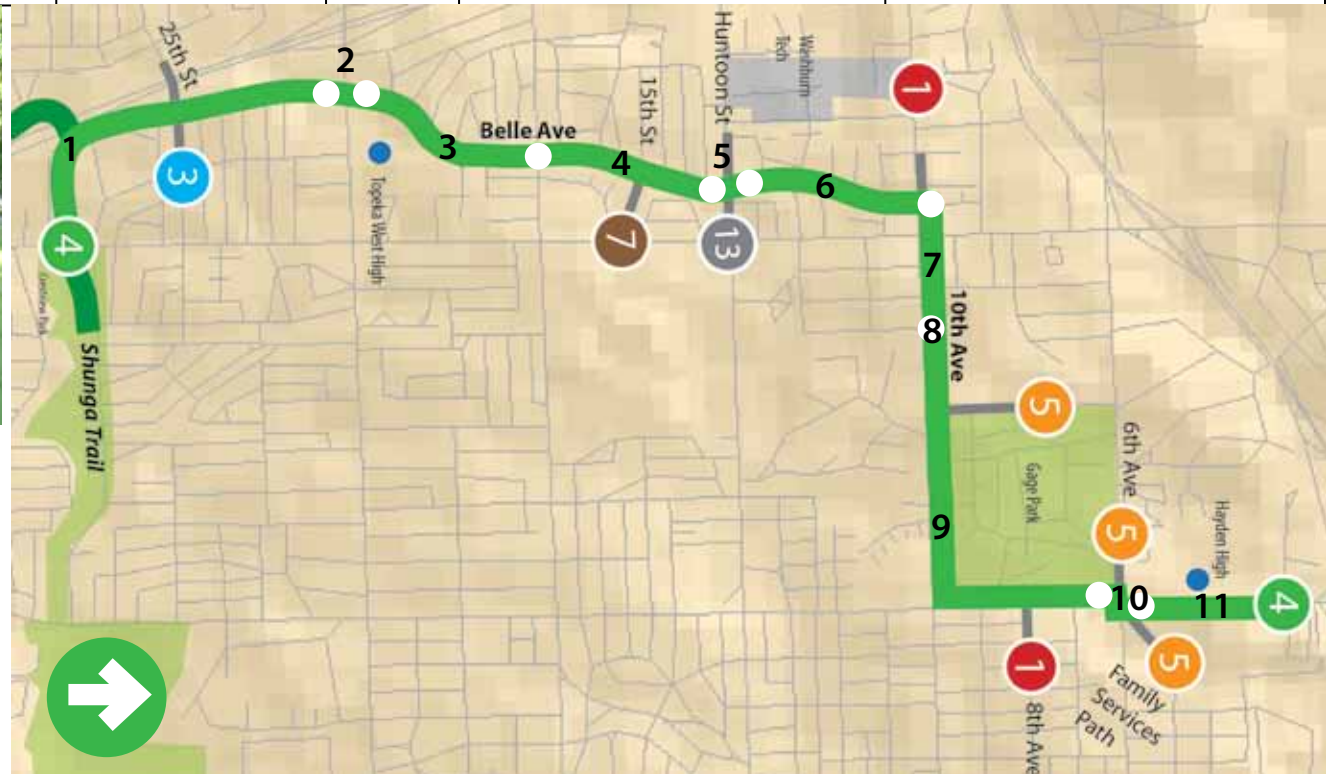 25th St
2
Huntoon St
Washburn
Tech
1
15th St
Belle Ave
1
3
3
4
5
6
Topeka West High
4
7
13
7
8
10th Ave
Shunga Trail
5
6th Ave
Gage Park
Hayden High
9
5
10
11
4
1
5
Family
Services
Path
8th Ave